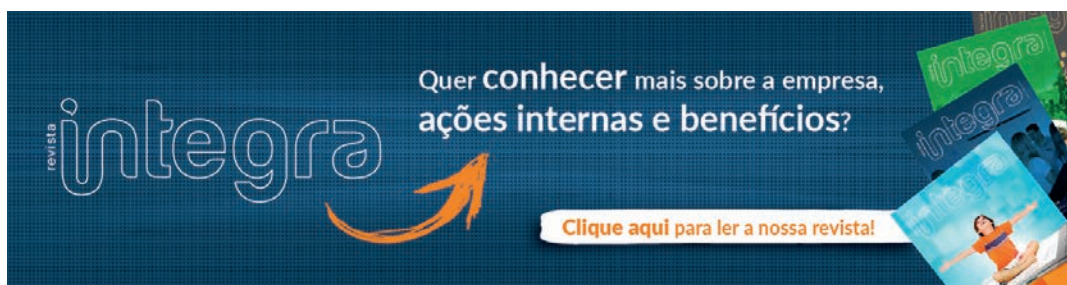 revista
integra
Quer conhecer mais sobre a empresa,
ações internas e benefícios?
Clique aqui para ler a nossa revista!
integra
integra
integra
integra